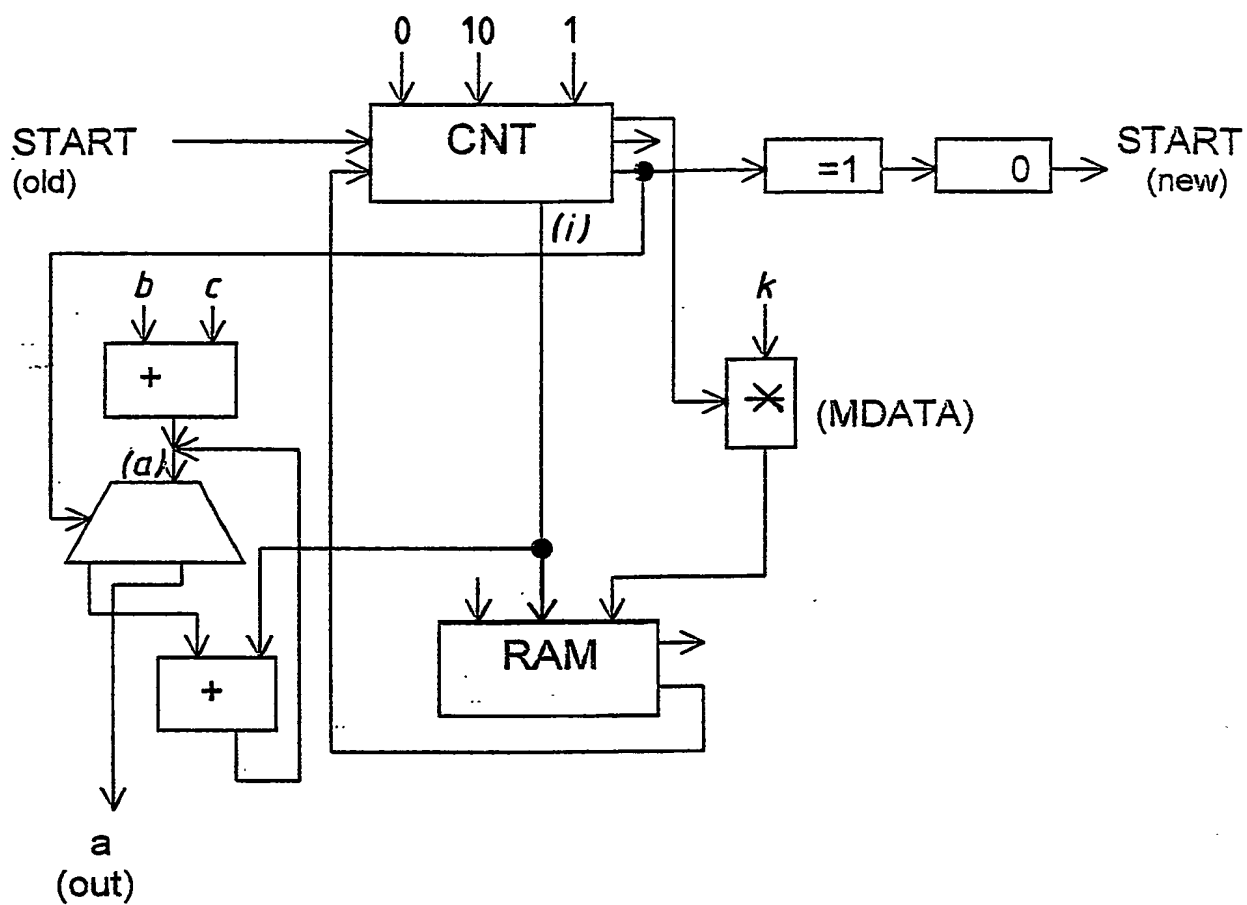 0 10 1
START
(old)
CNT
=1
0
START
(new)
(i)
b c
k
+
(MDATA)
(a)
RAM
+
a
(out)